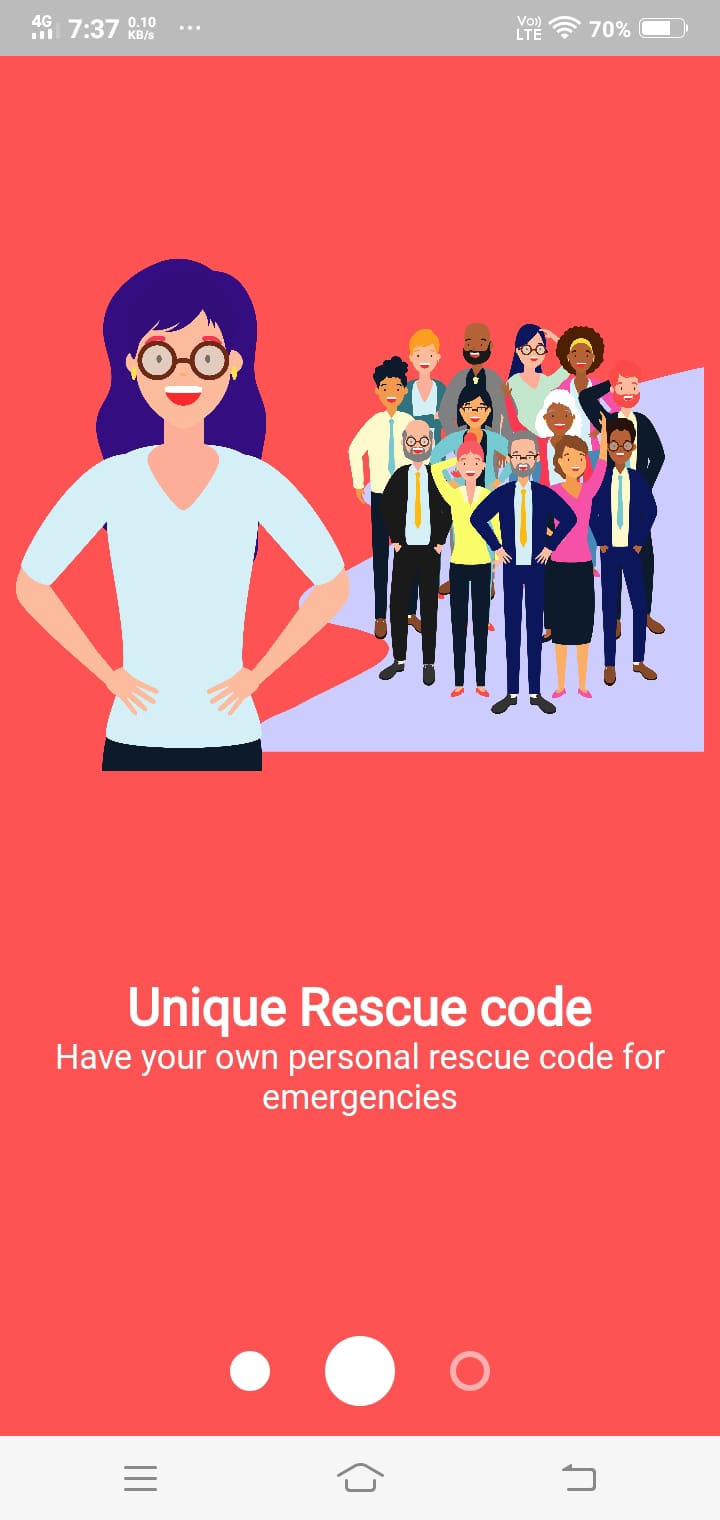 4G 7:37 0.10 KB/s ... Vo)) LTE 70%
Unique Rescue code
Have your own personal rescue code for
emergencies